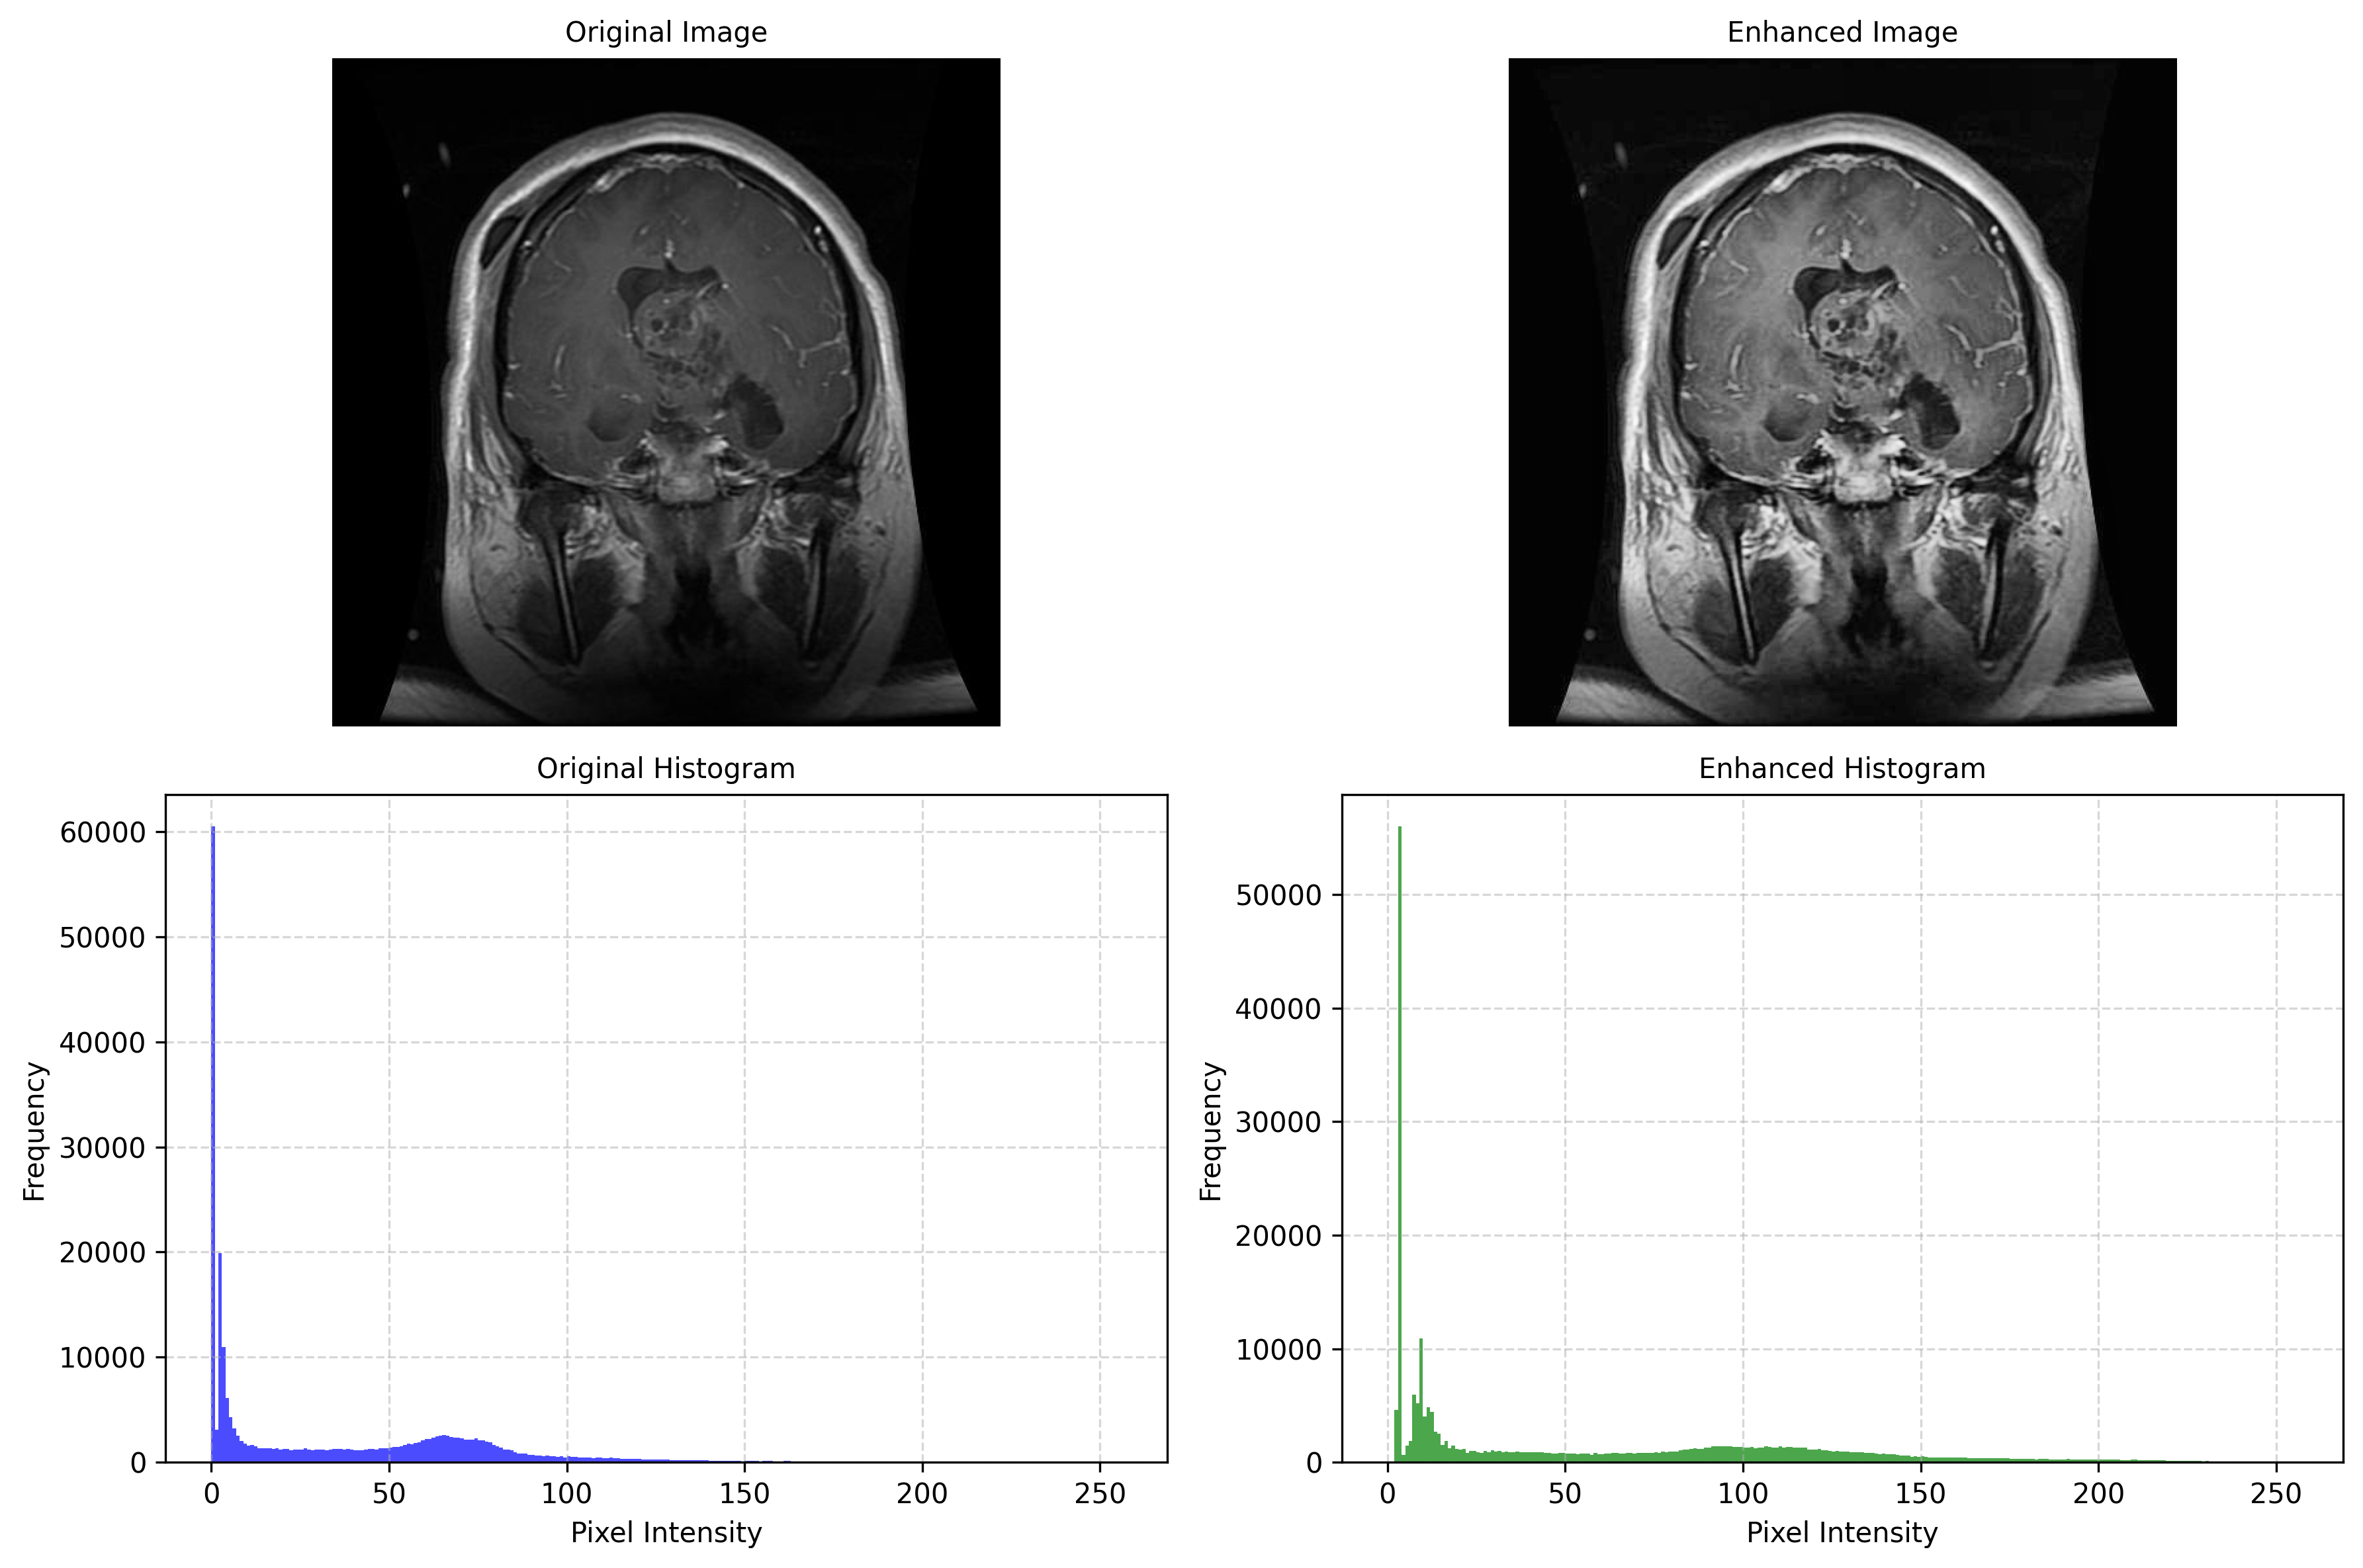 Original Image
Enhanced Image
Original Histogram
Frequency
60000
50000
40000
30000
20000
10000
0
0 50 100 150 200 250
Pixel Intensity
Enhanced Histogram
Frequency
50000
40000
30000
20000
10000
0
0 50 100 150 200 250
Pixel Intensity